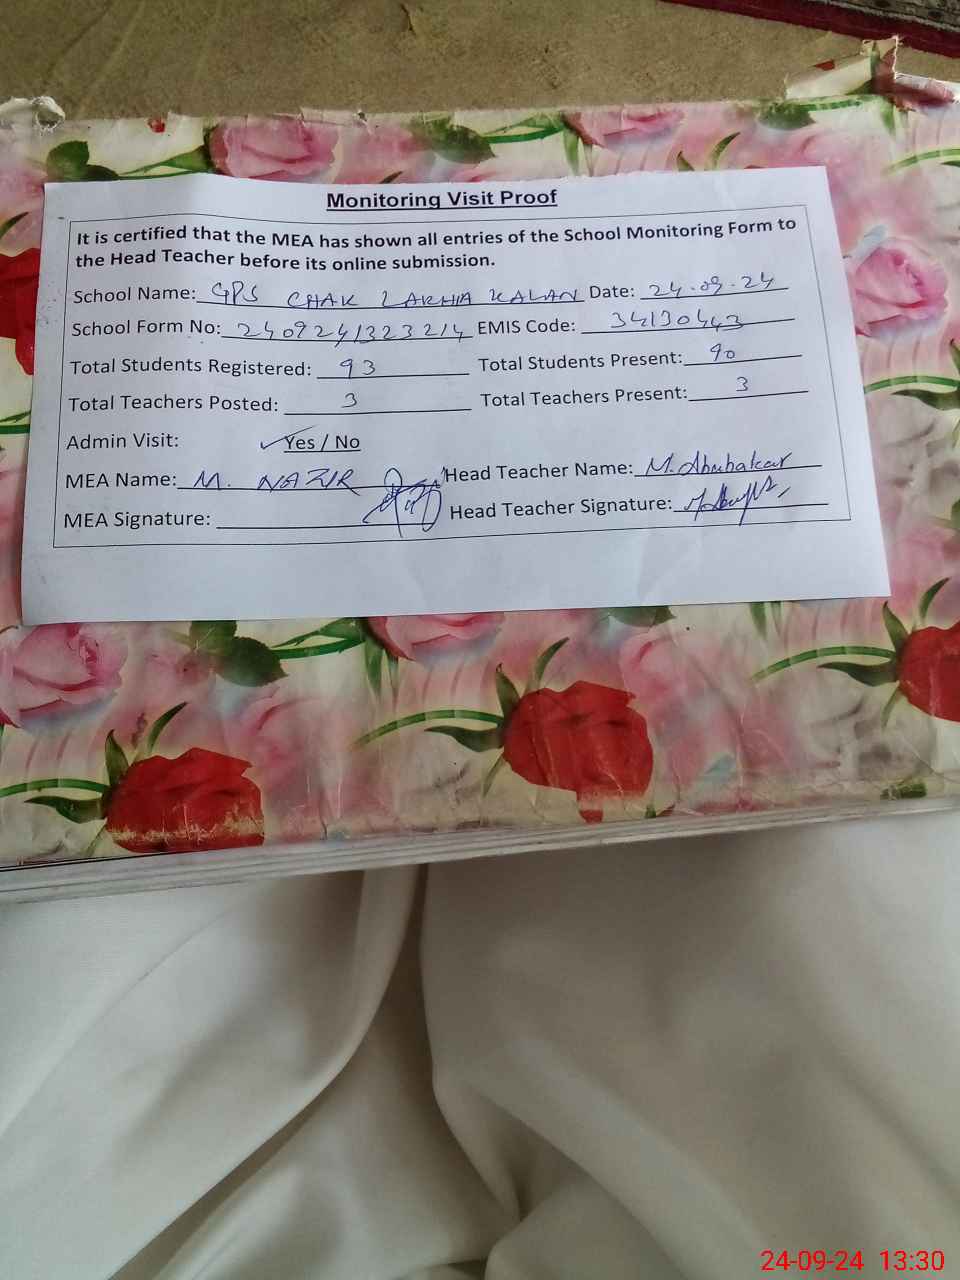 Monitoring Visit Proof
It is certified that the MEA has shown all entries of the School Monitoring Form to
the Head Teacher before its online submission.
School Name: GPS CHAK LAKHA KALAN Date: 24-09-24
School Form No: 2409241323214 EMIS Code: 34130443
Total Students Registered: 93 Total Students Present: 90
Total Teachers Posted: 3 Total Teachers Present: 3
Admin Visit: Yes / No
MEA Name: M. NAZIR Head Teacher Name: M. Abubakar
MEA Signature: Head Teacher Signature:
24-09-24 13:30